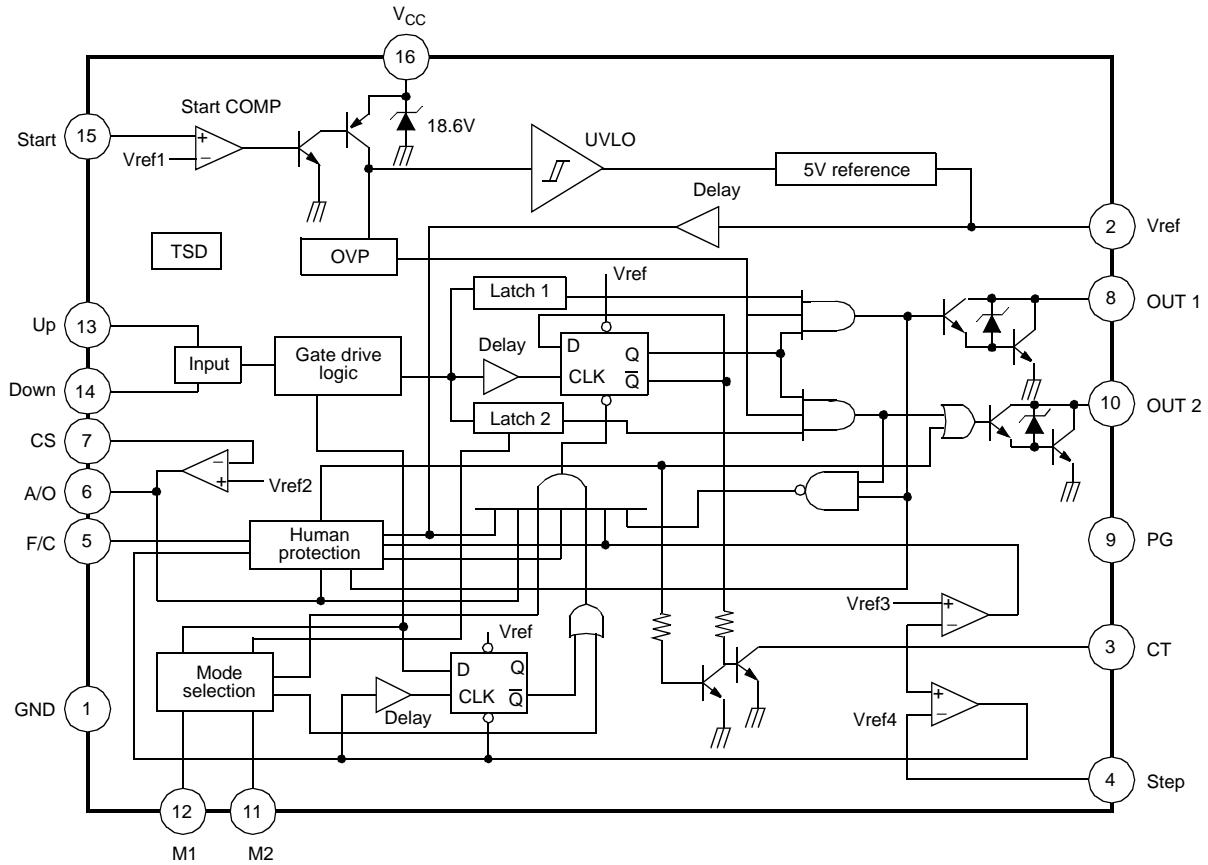 V_CC
16
Start COMP
Start
15
+
Vref1
−
18.6V
UVLO
5V reference
Delay
2
Vref
TSD
OVP
Vref
Latch 1
8
OUT 1
Up
13
Input
Gate drive
logic
Delay
D
Q
CLK
Q̅
Down
14
10
OUT 2
Latch 2
CS
7
−
+
Vref2
A/O
6
F/C
5
Human
protection
9
PG
Vref3
+
−
Vref
3
CT
Mode
selection
D
Q
CLK
Q̅
Delay
GND
1
+
Vref4
−
4
Step
12
11
M1
M2